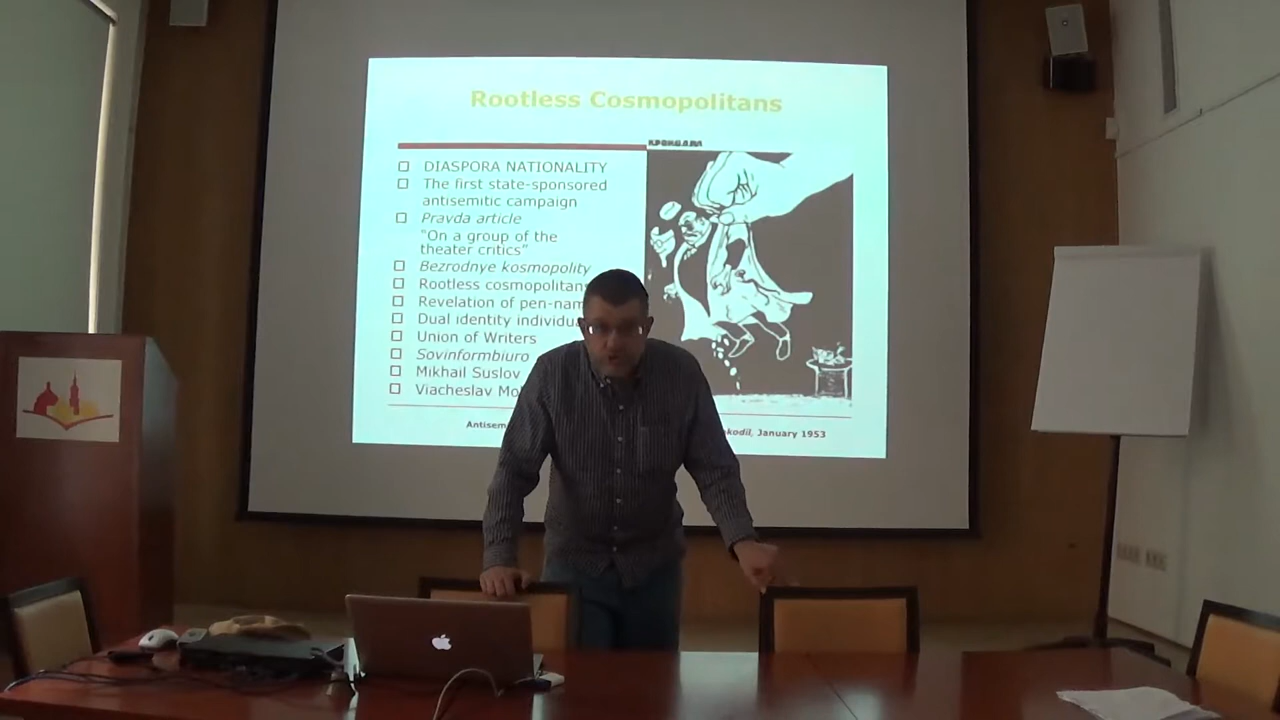 Rootless Cosmopolitans
DIASPORA NATIONALITY
The first state-sponsored
antisemitic campaign
Pravda article
"On a group of the
theater critics"
Bezrodnye kosmopolity
Rootless cosmopolitans
Revelation of pen-nam
Dual identity individu
Union of Writers
Sovinformbiuro
Mikhail Suslov
Viacheslav Mol
Antisem
kodil, January 1953